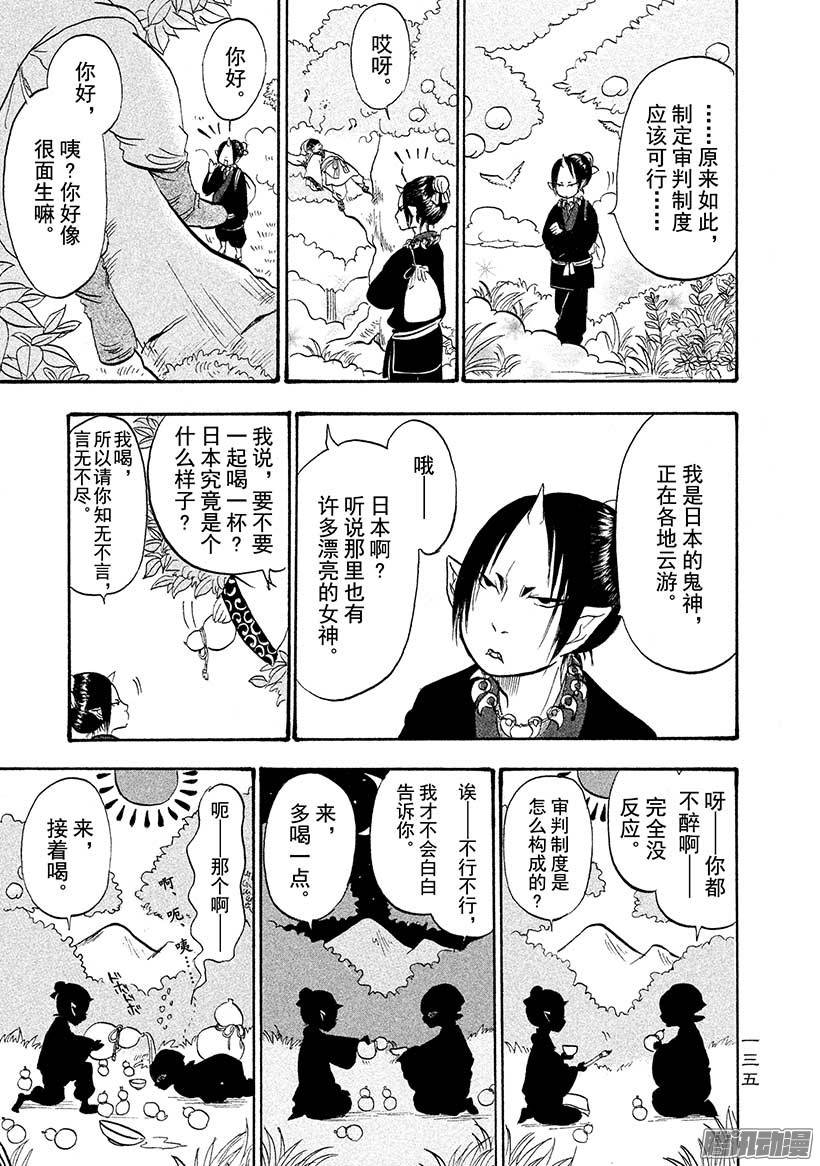 ……原来如此，
制定审判制度
应该可行……
哎呀。
你好。
你好，
咦？你好像
很面生嘛。
我是日本的鬼神，
正在各地云游。
哦——
日本啊？
听说那里也有
许多漂亮的女神。
我说，要不要
一起喝一杯？
日本究竟是个
什么样子？
我喝，
所以请你知无不言，
言无不尽。
呀——你都
不醉啊——
完全没
反应。
审判制度是
怎么构成的？
诶——不行不行，
我才不会白白
告诉你。
来，
多喝一点。
呃——那个啊——
啊、呃、咦……
来，
接着喝。
一三五
腾讯动漫